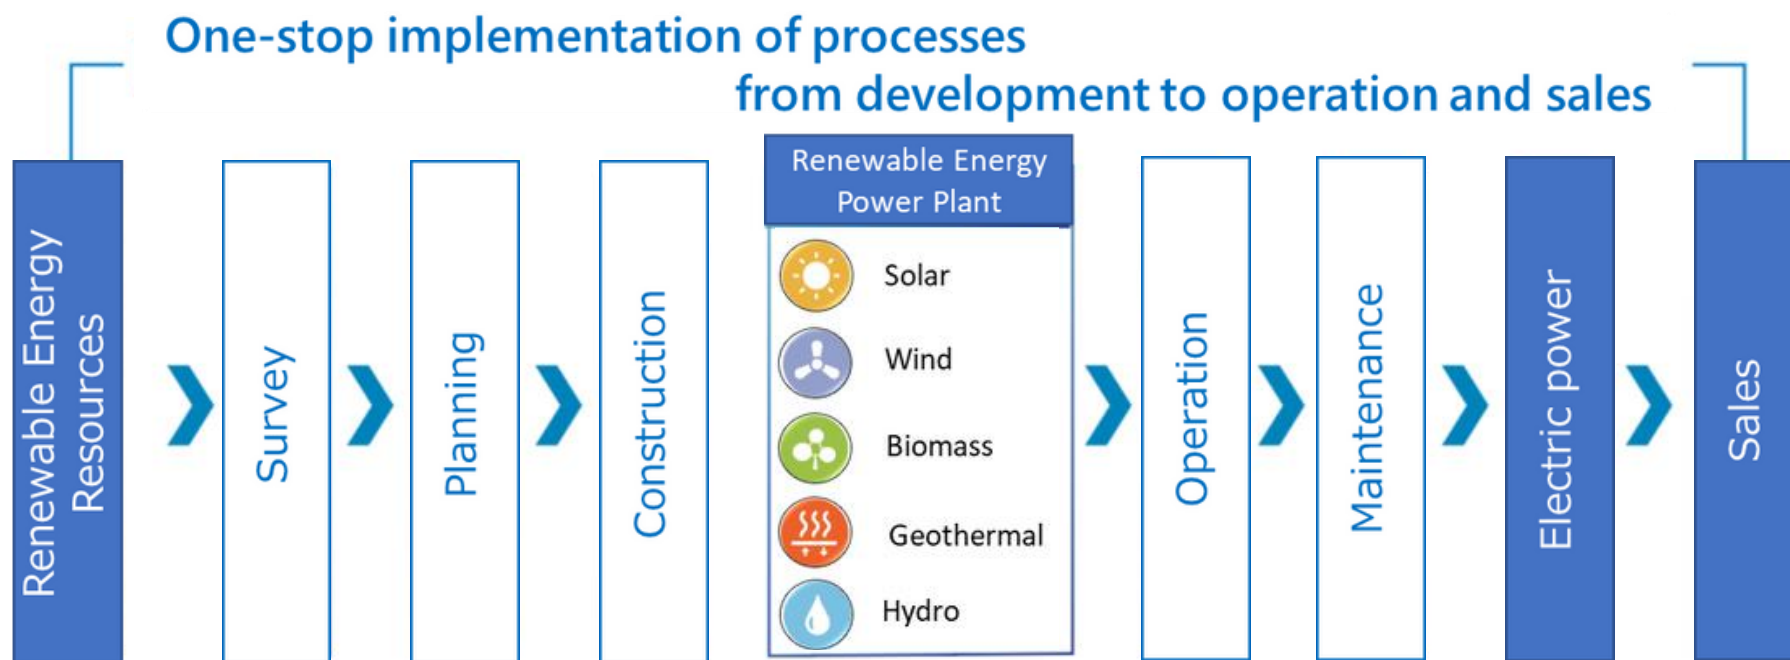 One-stop implementation of processes
from development to operation and sales
Renewable Energy
Resources
Survey
Planning
Construction
Renewable Energy
Power Plant
Solar
Wind
Biomass
Geothermal
Hydro
Operation
Maintenance
Electric power
Sales